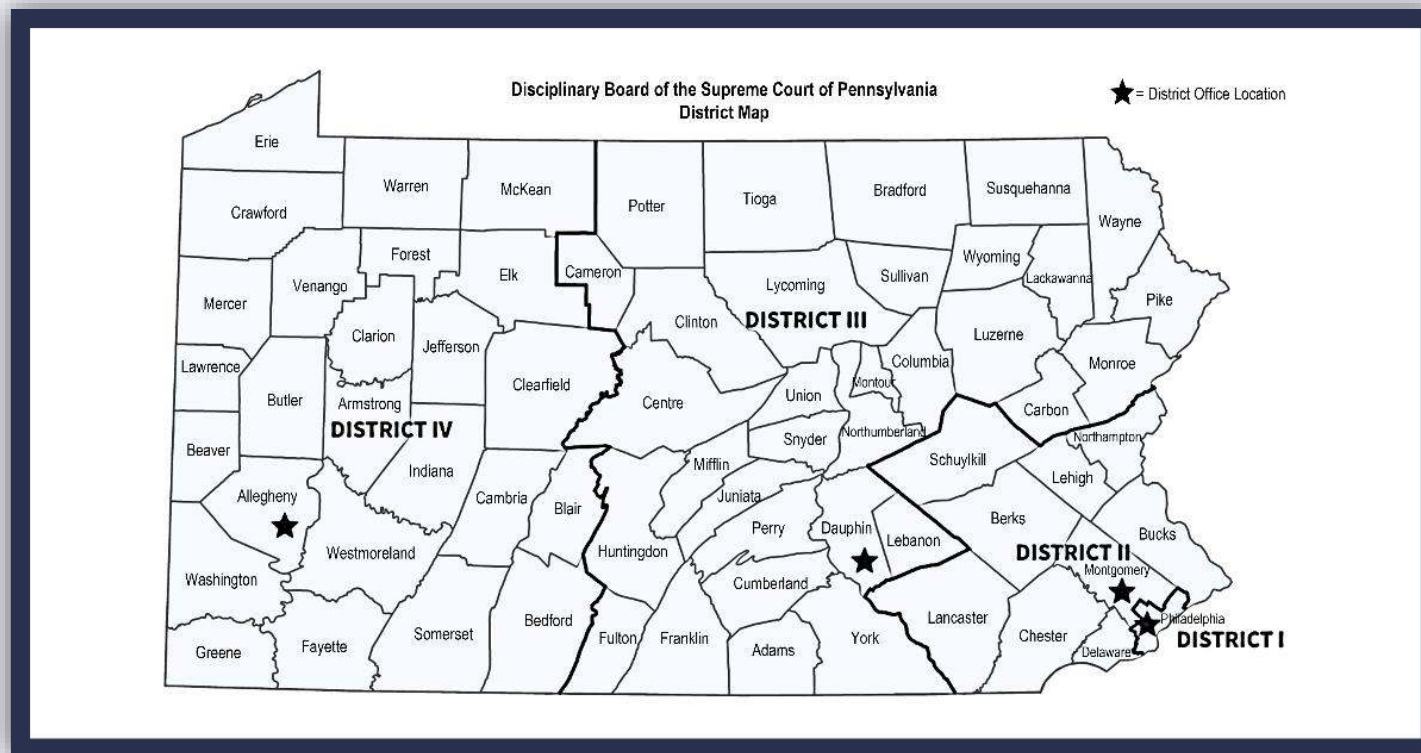 Disciplinary Board of the Supreme Court of Pennsylvania
District Map
★ = District Office Location
Erie
Crawford
Warren
McKean
Potter
Tioga
Bradford
Susquehanna
Wayne
Forest
Venango
Elk
Cameron
Mercer
Clarion
Jefferson
Clinton
Lycoming
Sullivan
Wyoming
Lackawanna
Pike
DISTRICT III
Lawrence
Butler
Armstrong
Clearfield
Centre
Union
Montour
Columbia
Luzerne
Monroe
Carbon
DISTRICT IV
Beaver
Indiana
Snyder
Northumberland
Northampton
Schuylkill
Lehigh
Allegheny
Cambria
Blair
Mifflin
Juniata
Perry
Dauphin
Lebanon
Berks
Bucks
Westmoreland
Huntingdon
DISTRICT II
Montgomery
Washington
Cumberland
Philadelphia
DISTRICT I
Greene
Fayette
Somerset
Bedford
Fulton
Franklin
Adams
York
Lancaster
Chester
Delaware